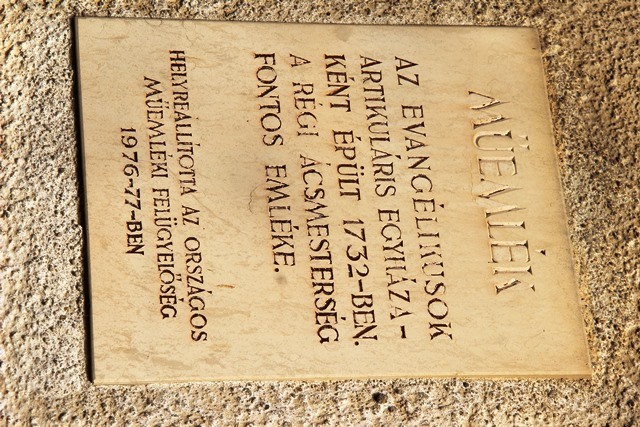 MŰEMLÉK
AZ EVANGÉLIKUSOK
ARTIKULÁRIS EGYHÁZA-
KÉNT ÉPÜLT 1732-BEN.
A RÉGI ÁCSMESTERSÉG
FONTOS EMLÉKE.
HELYREÁLLÍTOTTA AZ ORSZÁGOS
MŰEMLÉKI FELÜGYELŐSÉG
1976-77-BEN